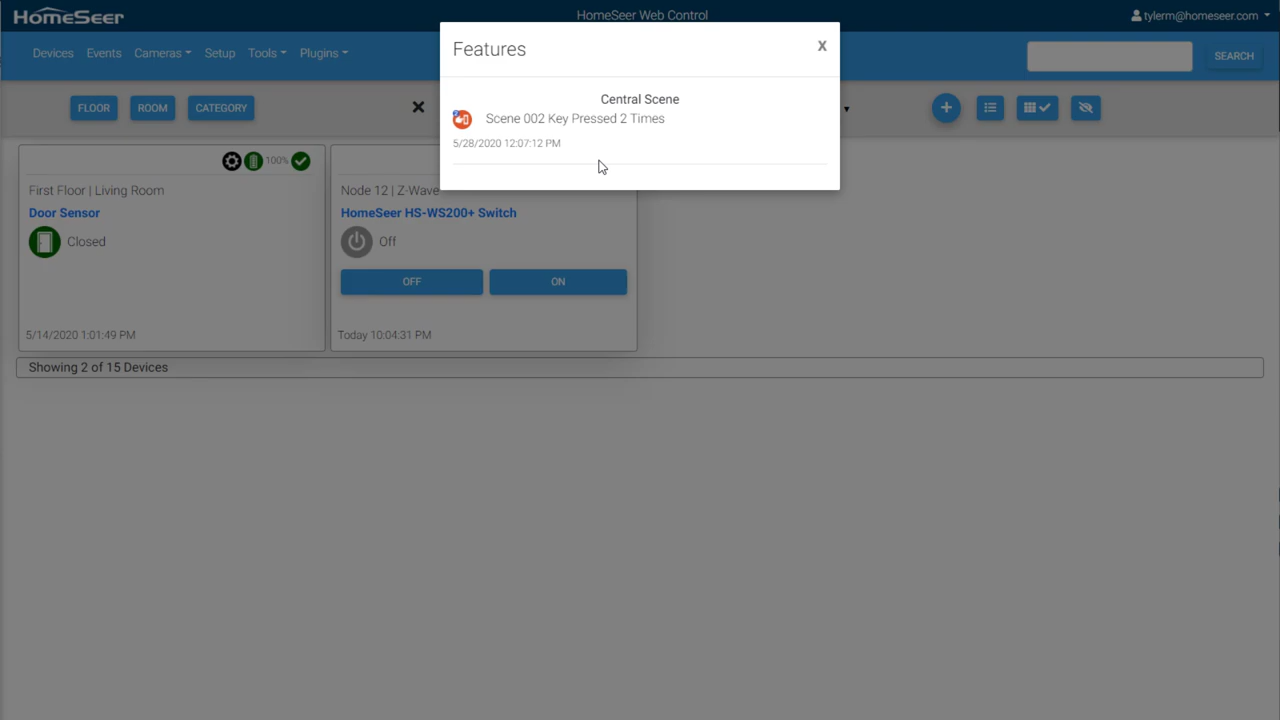 HomeSeer
HomeSeer Web Control
tylerm@homeseer.com
Devices Events Cameras Setup Tools Plugins
SEARCH
Features
X
Central Scene
Scene 002 Key Pressed 2 Times
5/28/2020 12:07:12 PM
FLOOR ROOM CATEGORY
100%
First Floor | Living Room
Door Sensor
Closed
5/14/2020 1:01:49 PM
Node 12 | Z-Wave
HomeSeer HS-WS200+ Switch
Off
OFF ON
Today 10:04:31 PM
Showing 2 of 15 Devices